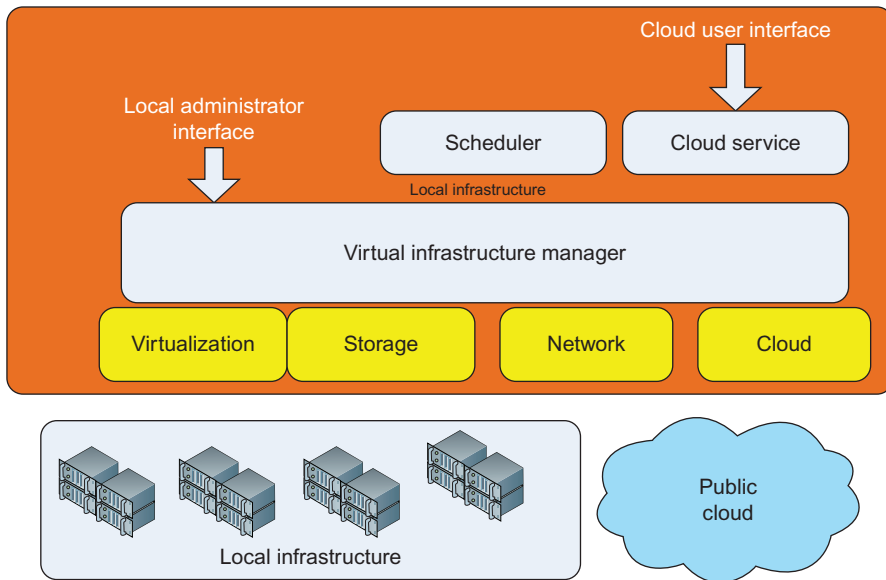 Cloud user interface
Local administrator
interface
Scheduler
Cloud service
Local infrastructure
Virtual infrastructure manager
Virtualization
Storage
Network
Cloud
Local infrastructure
Public
cloud